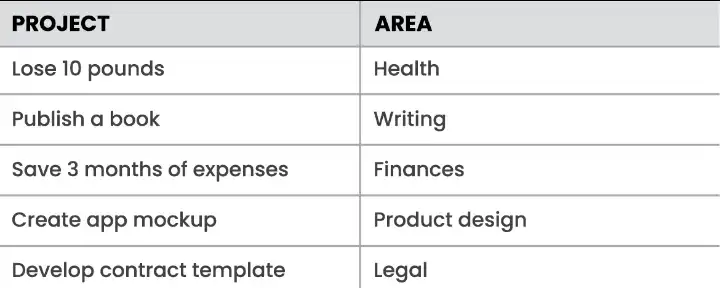 PROJECT AREA
Lose 10 pounds Health
Publish a book Writing
Save 3 months of expenses Finances
Create app mockup Product design
Develop contract template Legal